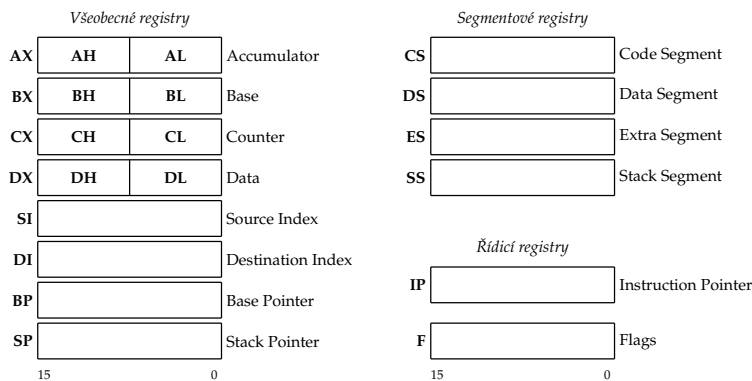 Všeobecné registry
AX AH AL Accumulator
BX BH BL Base
CX CH CL Counter
DX DH DL Data
SI Source Index
DI Destination Index
BP Base Pointer
SP Stack Pointer
15 0
Segmentové registry
CS Code Segment
DS Data Segment
ES Extra Segment
SS Stack Segment
Řídicí registry
IP Instruction Pointer
F Flags
15 0